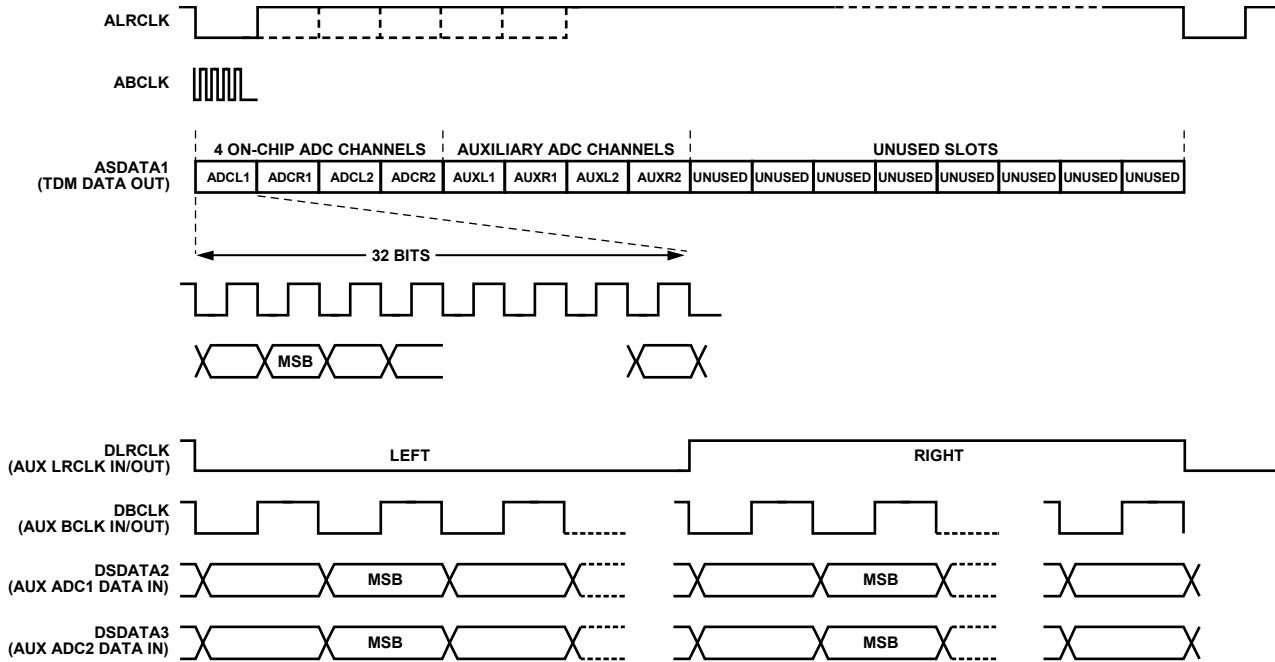 ALRCLK
ABCLK
4 ON-CHIP ADC CHANNELS AUXILIARY ADC CHANNELS UNUSED SLOTS
ASDATA1
(TDM DATA OUT)
ADCL1 ADCR1 ADCL2 ADCR2 AUXL1 AUXR1 AUXL2 AUXR2 UNUSED UNUSED UNUSED UNUSED UNUSED UNUSED UNUSED UNUSED
32 BITS
MSB
DLRCLK
(AUX LRCLK IN/OUT)
LEFT RIGHT
DBCLK
(AUX BCLK IN/OUT)
DSDATA2
(AUX ADC1 DATA IN)
MSB MSB
DSDATA3
(AUX ADC2 DATA IN)
MSB MSB